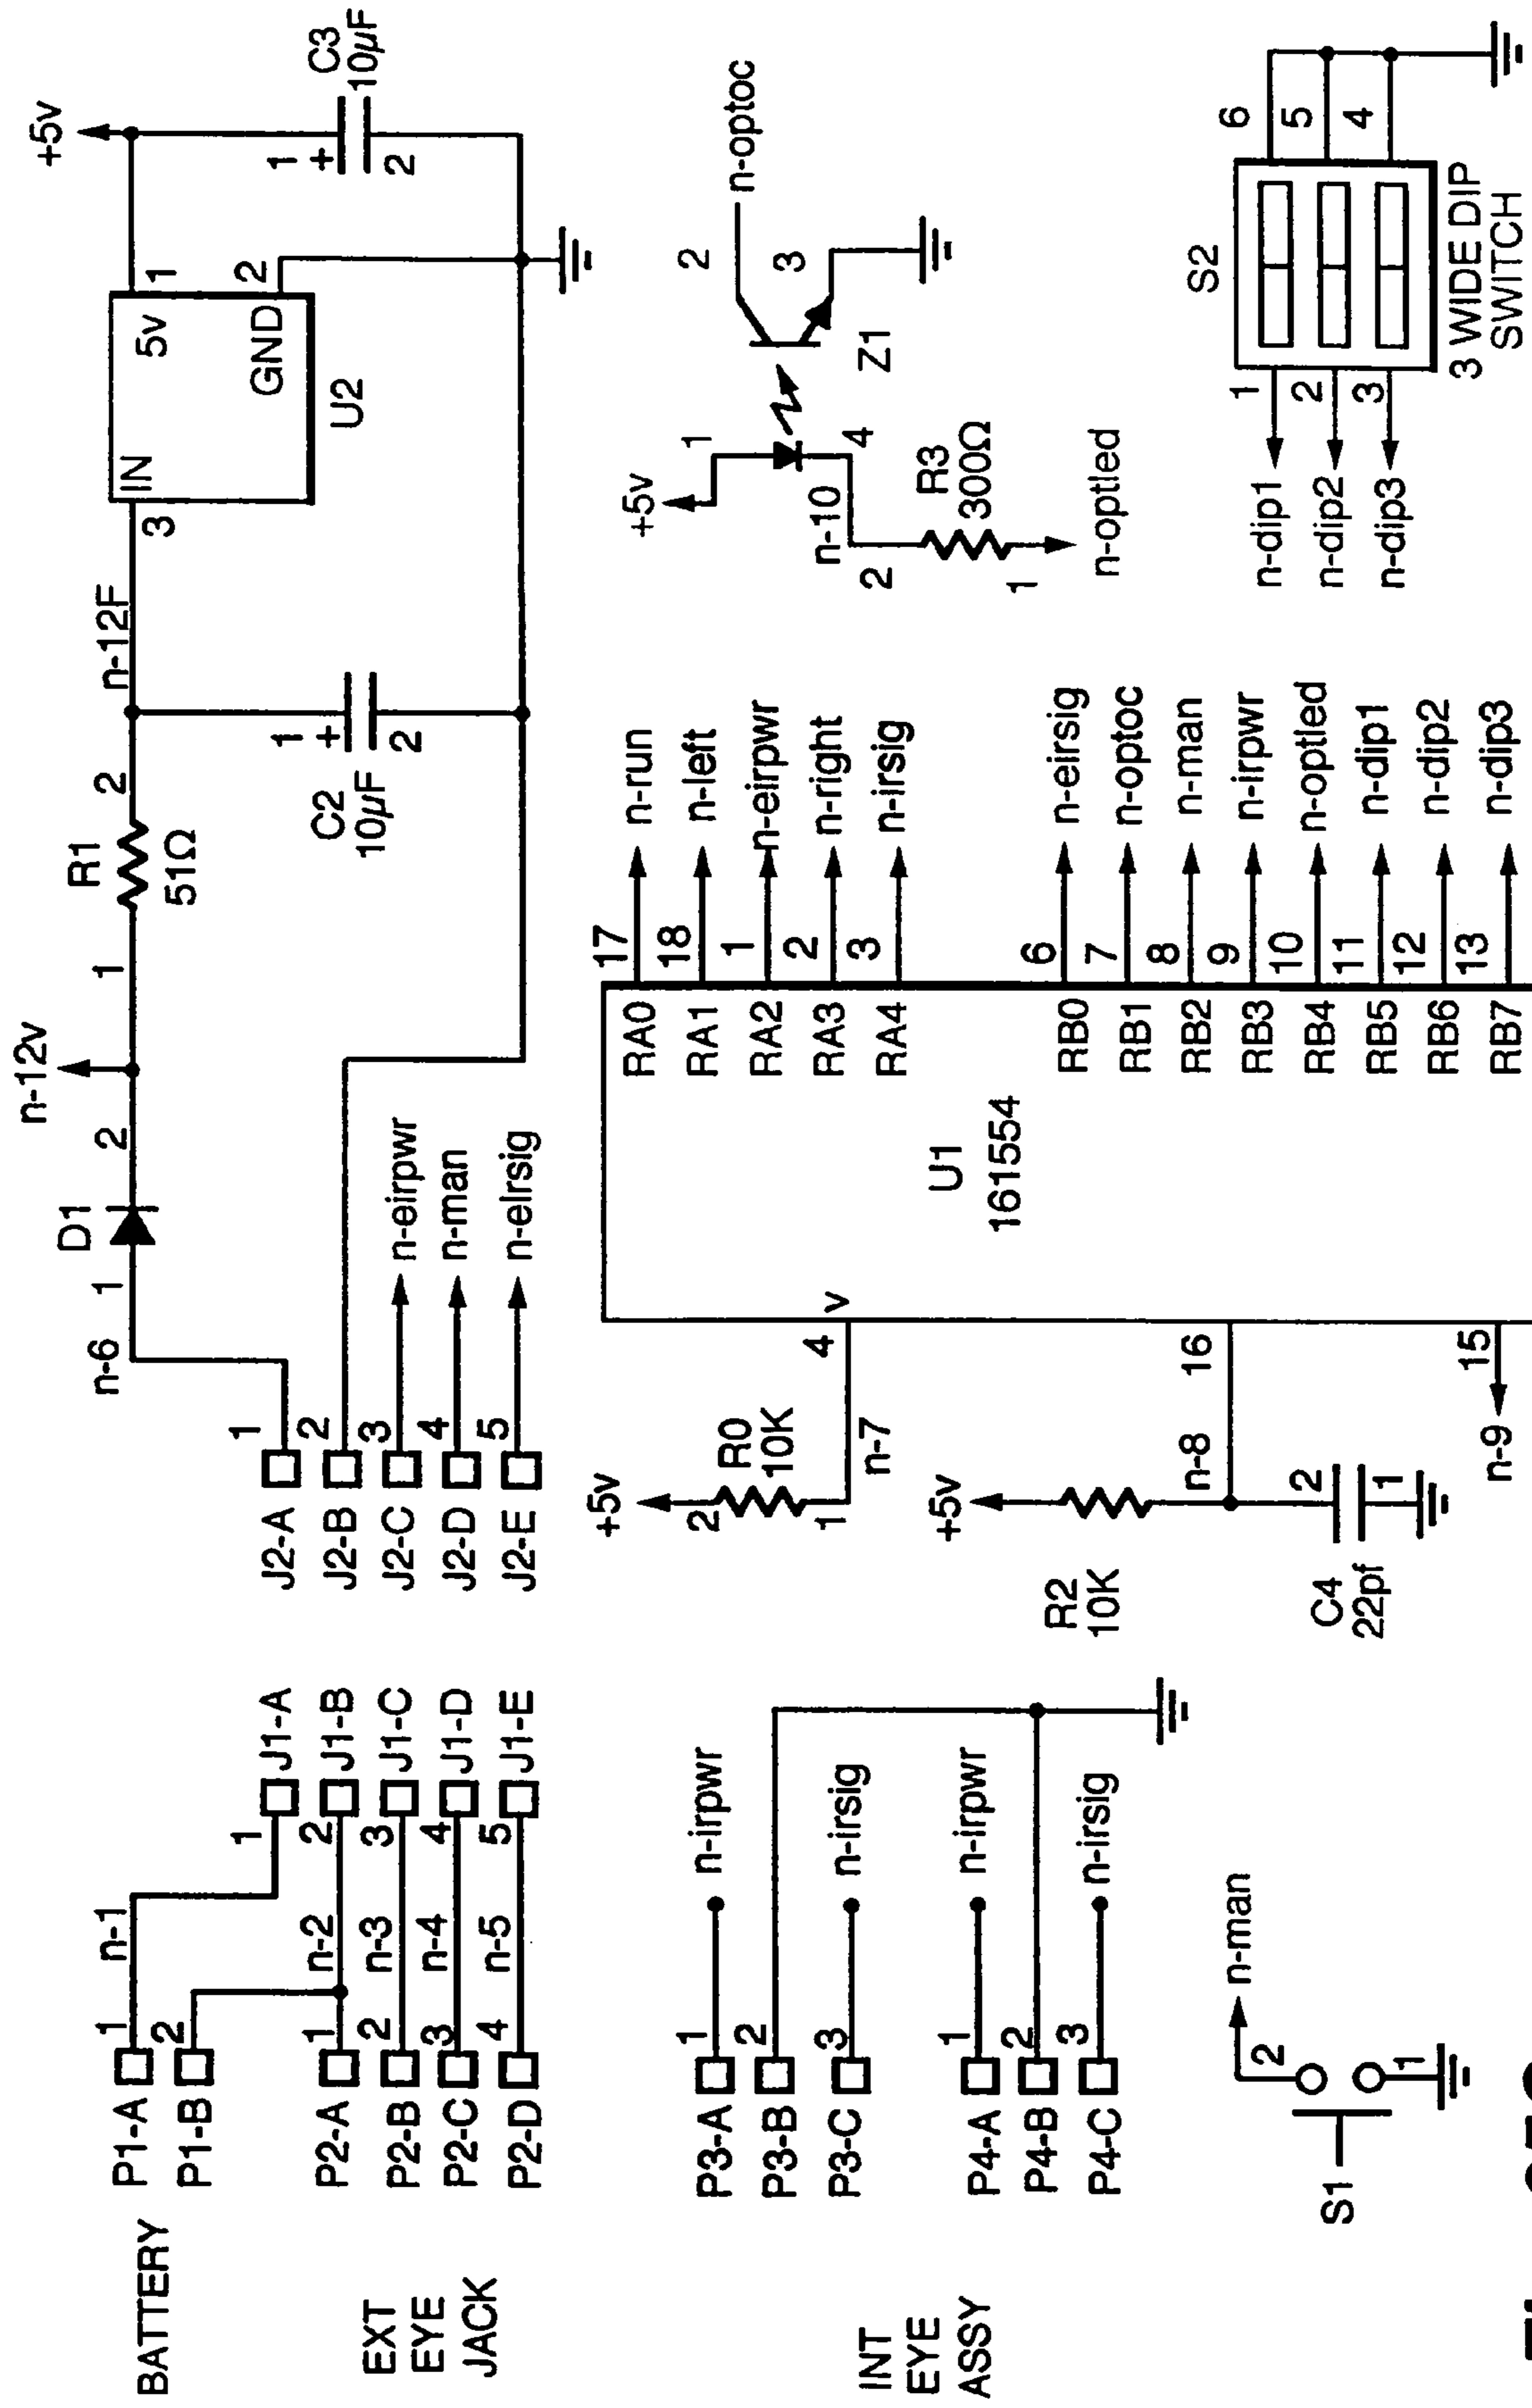 BATTERY
P1-A
1
n-1
P1-B
2
EXT
EYE
JACK
P2-A
1
n-2
P2-B
2
n-3
P2-C
3
n-4
P2-D
4
n-5
1
J1-A
2
J1-B
3
J1-C
4
J1-D
5
J1-E
J2-A
1
J2-B
2
J2-C
3
n-eirpwr
J2-D
4
n-man
J2-E
5
n-elrsig
n-6
1
D1
2
n-12v
1
R1
51Ω
2
n-12F
C2
10µF
1
+
2
3
IN
5v
1
GND
2
U2
+5v
C3
10µF
1
+
2
INT
EYE
ASSY
P3-A
1
n-irpwr
P3-B
2
P3-C
3
n-irsig
P4-A
1
n-irpwr
P4-B
2
P4-C
3
n-irsig
S1
2
1
n-man
+5v
2
R0
10K
1
n-7
4
v
+5v
R2
10K
n-8
16
C4
22pf
2
1
n-9
15
U1
161554
RA0
17
n-run
RA1
18
n-left
RA2
1
n-eirpwr
RA3
2
n-right
RA4
3
n-irsig
RB0
6
n-eirsig
RB1
7
n-optoc
RB2
8
n-man
RB3
9
n-irpwr
RB4
10
n-optled
RB5
11
n-dip1
RB6
12
n-dip2
RB7
13
n-dip3
+5v
1
n-10
4
2
R3
300Ω
1
n-optled
Z1
2
n-optoc
3
S2
n-dip1
1
6
n-dip2
2
5
n-dip3
3
4
3 WIDE DIP
SWITCH